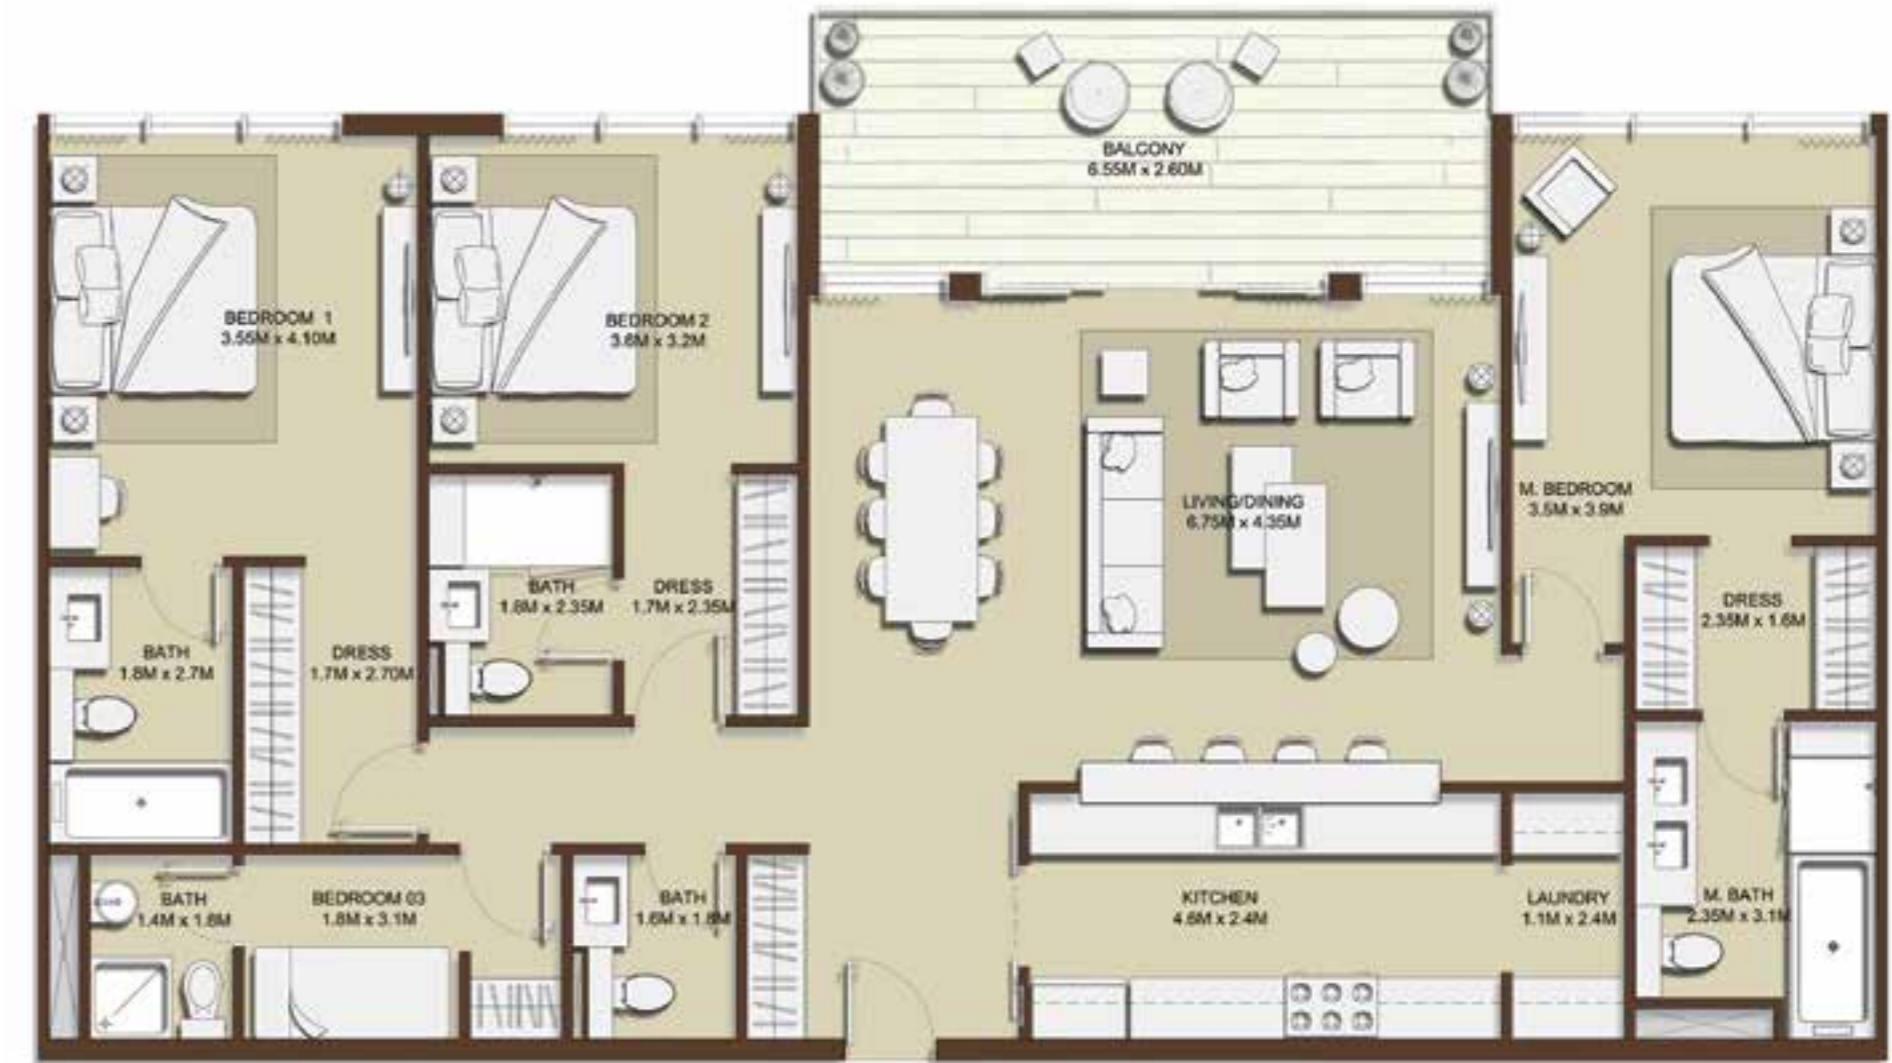 BALCONY
6.55M x 2.60M
BEDROOM 1
3.55M x 4.10M
BEDROOM 2
3.6M x 3.2M
M. BEDROOM
3.5M x 3.9M
LIVING/DINING
6.75M x 4.35M
BATH
1.8M x 2.35M
DRESS
1.7M x 2.35M
DRESS
2.35M x 1.6M
BATH
1.8M x 2.7M
DRESS
1.7M x 2.70M
BATH
1.4M x 1.8M
BEDROOM 03
1.8M x 3.1M
BATH
1.6M x 1.8M
KITCHEN
4.6M x 2.4M
LAUNDRY
1.1M x 2.4M
M. BATH
2.35M x 3.1M